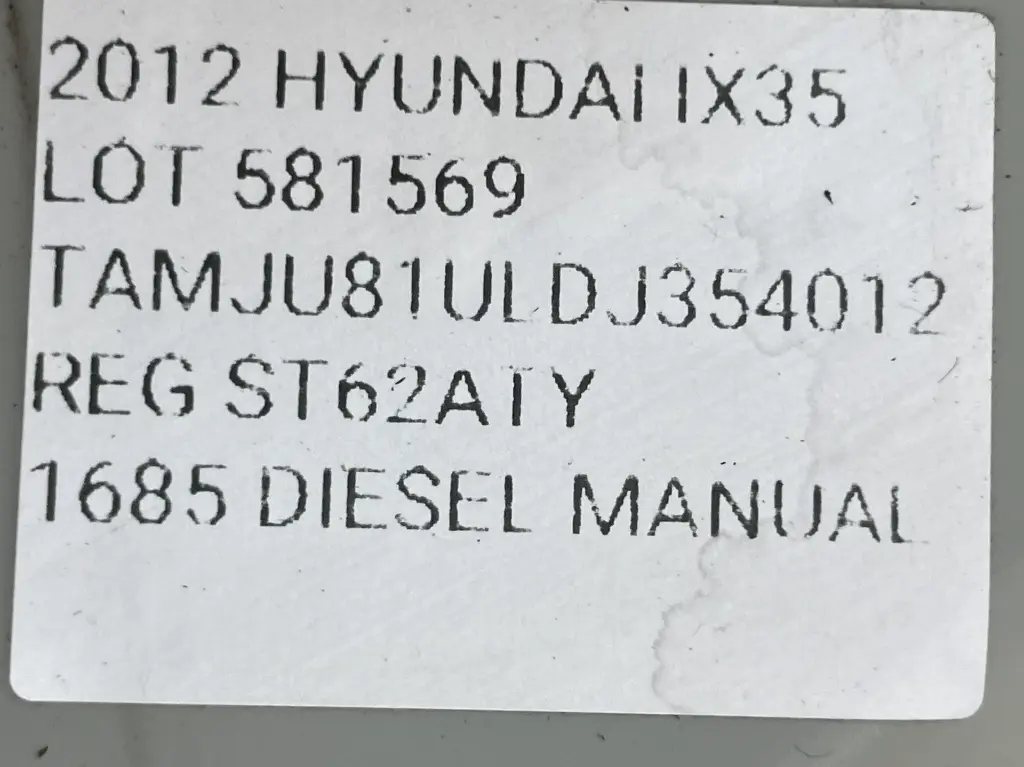 2012 HYUNDAI IX35
LOT 581569
TAMJU81ULDJ354012
REG ST62ATY
1685 DIESEL MANUAL